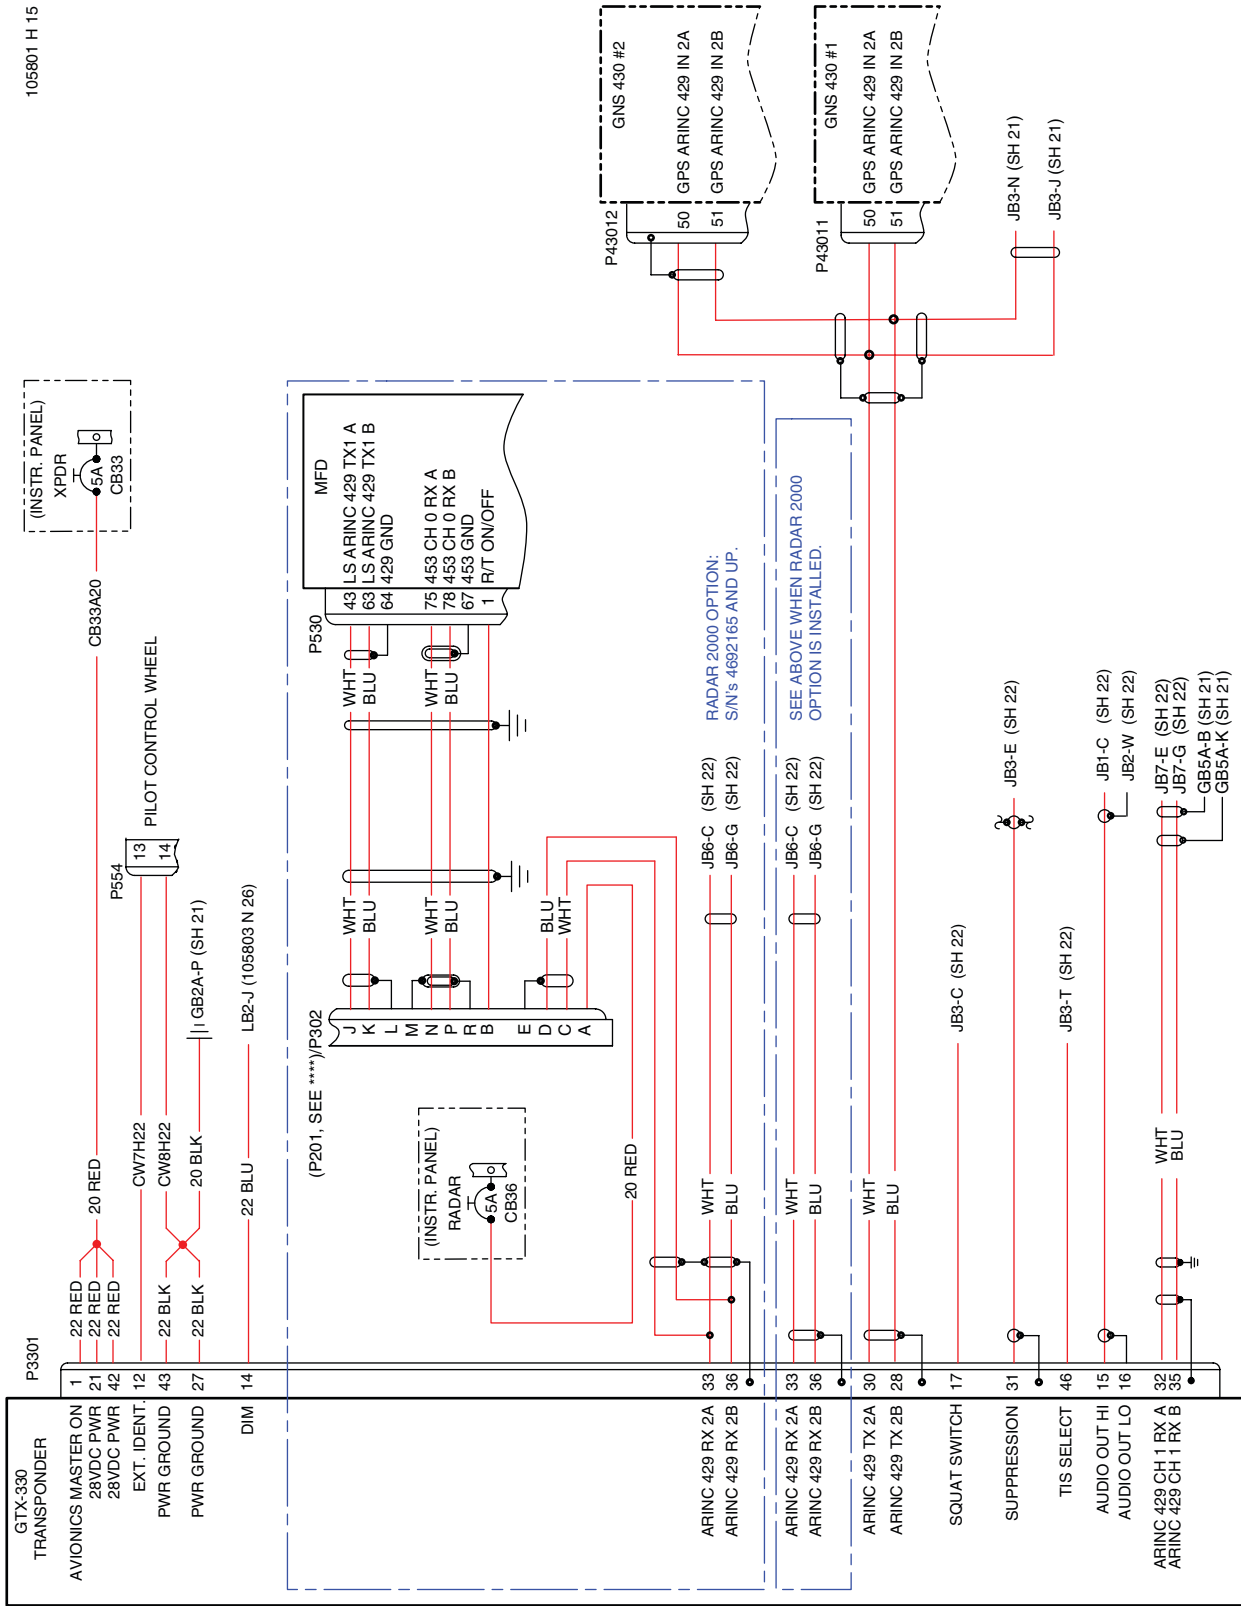 105801 H 15
GTX-330
TRANSPONDER
P3301
AVIONICS MASTER ON 1 22 RED
28VDC PWR 21 22 RED
28VDC PWR 42 22 RED
20 RED
CB33A20
(INSTR. PANEL)
XPDR
5A
CB33
EXT. IDENT. 12 CW7H22
PWR GROUND 43 22 BLK CW8H22
PWR GROUND 27 22 BLK 20 BLK GB2A-P (SH 21)
P554
13
14
PILOT CONTROL WHEEL
DIM 14 22 BLU LB2-J (105803 N 26)
(P201, SEE ****)/P302
J WHT WHT
K BLU BLU
L
M
N WHT WHT
P BLU BLU
R
B
E
D BLU
C WHT
A
P530
MFD
43 LS ARINC 429 TX1 A
63 LS ARINC 429 TX1 B
64 429 GND
75 453 CH 0 RX A
78 453 CH 0 RX B
67 453 GND
1 R/T ON/OFF
(INSTR. PANEL)
RADAR
5A
CB36
20 RED
ARINC 429 RX 2A 33 WHT JB6-C (SH 22)
ARINC 429 RX 2B 36 BLU JB6-G (SH 22)
RADAR 2000 OPTION:
S/N's 4692165 AND UP.
ARINC 429 RX 2A 33 WHT JB6-C (SH 22)
ARINC 429 RX 2B 36 BLU JB6-G (SH 22)
SEE ABOVE WHEN RADAR 2000
OPTION IS INSTALLED.
ARINC 429 TX 2A 30 WHT
ARINC 429 TX 2B 28 BLU
P43012
GNS 430 #2
50 GPS ARINC 429 IN 2A
51 GPS ARINC 429 IN 2B
P43011
GNS 430 #1
50 GPS ARINC 429 IN 2A
51 GPS ARINC 429 IN 2B
JB3-N (SH 21)
JB3-J (SH 21)
SQUAT SWITCH 17 JB3-C (SH 22)
SUPPRESSION 31 JB3-E (SH 22)
TIS SELECT 46 JB3-T (SH 22)
AUDIO OUT HI 15 JB1-C (SH 22)
AUDIO OUT LO 16 JB2-W (SH 22)
ARINC 429 CH 1 RX A 32 WHT JB7-E (SH 22)
ARINC 429 CH 1 RX B 35 BLU JB7-G (SH 22)
GB5A-B (SH 21)
GB5A-K (SH 21)